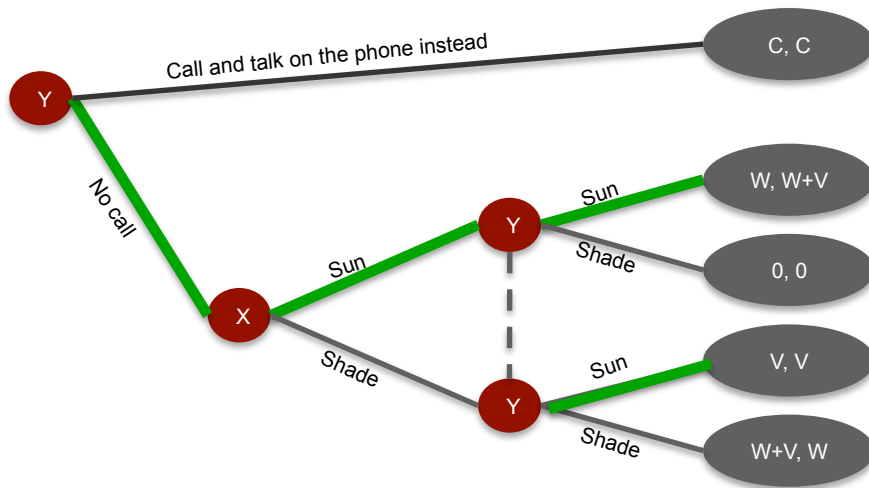 Call and talk on the phone instead
C, C
Y
No call
Sun
W, W+V
Y
Sun
Shade
0, 0
X
Shade
Sun
V, V
Y
Shade
W+V, W